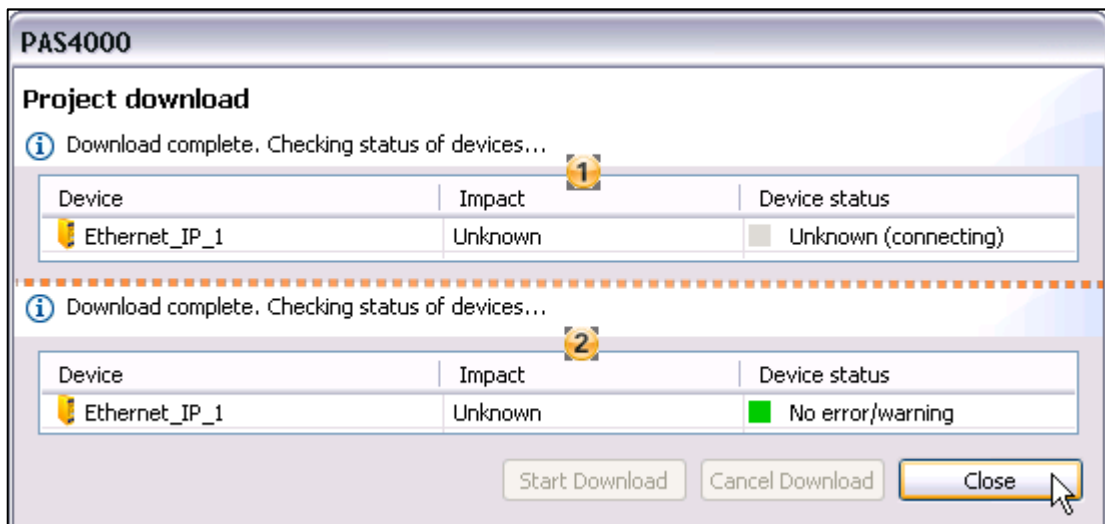 PAS4000
Project download
Download complete. Checking status of devices...
1
Device Impact Device status
Ethernet_IP_1 Unknown Unknown (connecting)
Download complete. Checking status of devices...
2
Device Impact Device status
Ethernet_IP_1 Unknown No error/warning
Start Download Cancel Download Close